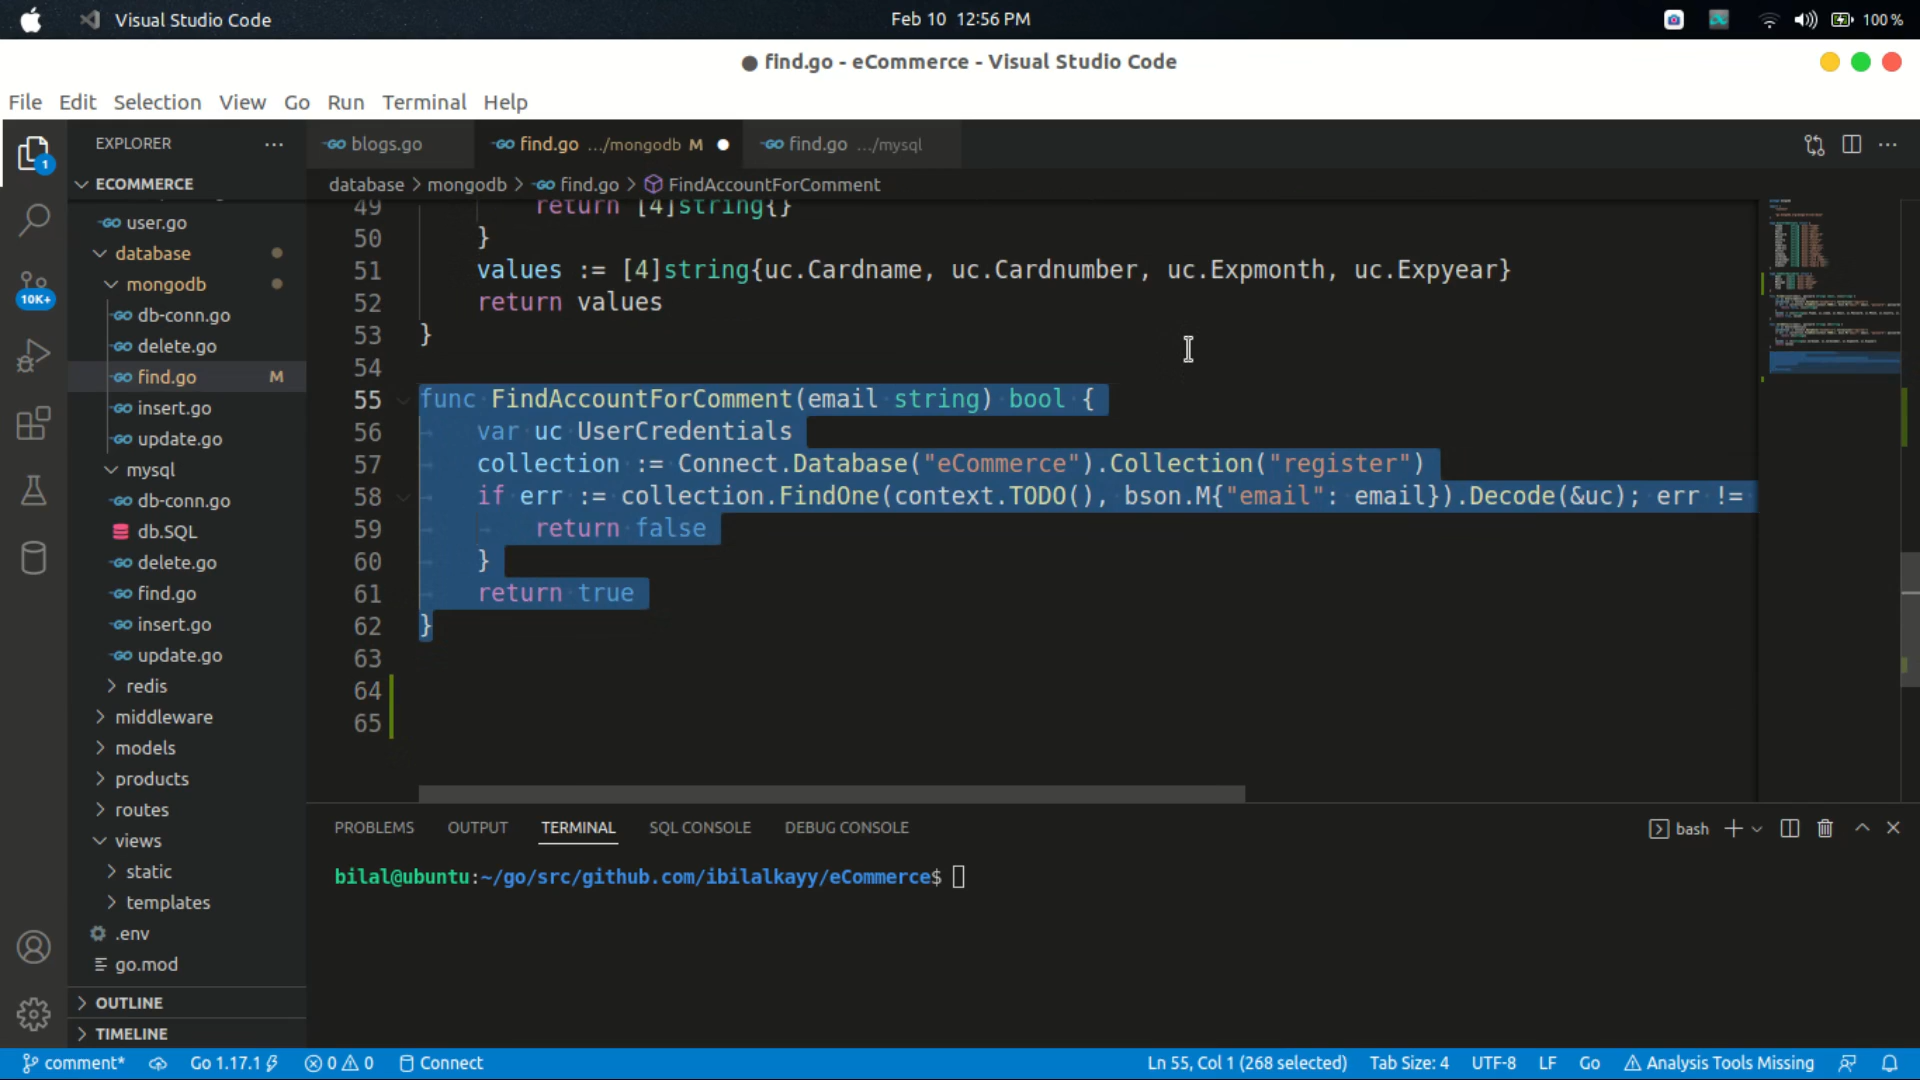 Visual Studio Code
Feb 10 12:56 PM
100 %
● find.go - eCommerce - Visual Studio Code
File Edit Selection View Go Run Terminal Help
EXPLORER
blogs.go
find.go .../mongodb M
find.go .../mysql
ECOMMERCE
database > mongodb > find.go > FindAccountForComment
user.go
database
mongodb
db-conn.go
delete.go
find.go M
insert.go
update.go
mysql
db-conn.go
db.SQL
delete.go
find.go
insert.go
update.go
redis
middleware
models
products
routes
views
static
templates
.env
go.mod
OUTLINE
TIMELINE
1
10K+
49 return [4]string{}
50 }
51 values := [4]string{uc.Cardname, uc.Cardnumber, uc.Expmonth, uc.Expyear}
52 return values
53 }
54
55 func FindAccountForComment(email string) bool {
56 var uc UserCredentials
57 collection := Connect.Database("eCommerce").Collection("register")
58 if err := collection.FindOne(context.TODO(), bson.M{"email": email}).Decode(&uc); err !=
59 return false
60 }
61 return true
62 }
63
64
65
PROBLEMS OUTPUT TERMINAL SQL CONSOLE DEBUG CONSOLE
bash
bilal@ubuntu:~/go/src/github.com/ibilalkayy/eCommerce$
comment* Go 1.17.1 0 0 Connect
Ln 55, Col 1 (268 selected) Tab Size: 4 UTF-8 LF Go Analysis Tools Missing